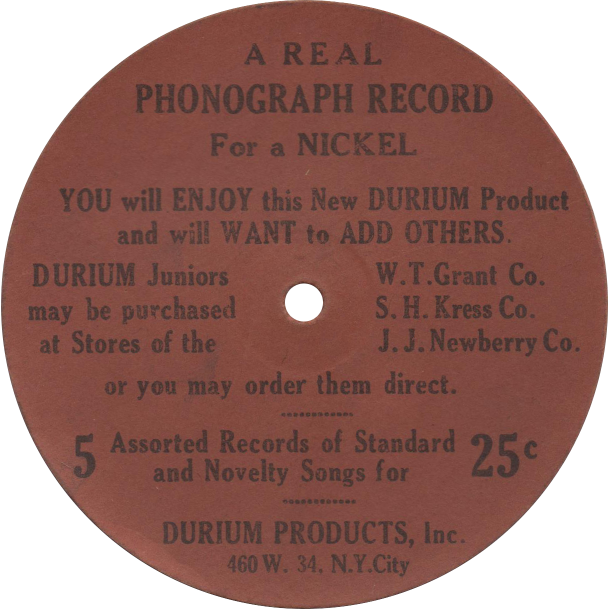 A REAL
PHONOGRAPH RECORD
For a NICKEL
YOU will ENJOY this New DURIUM Product
and will WANT to ADD OTHERS.
DURIUM Juniors
may be purchased
at Stores of the
W.T.Grant Co.
S.H.Kress Co.
J.J.Newberry Co.
or you may order them direct.
5 Assorted Records of Standard
and Novelty Songs for 25c
DURIUM PRODUCTS, Inc.
460 W. 34. N.Y.City